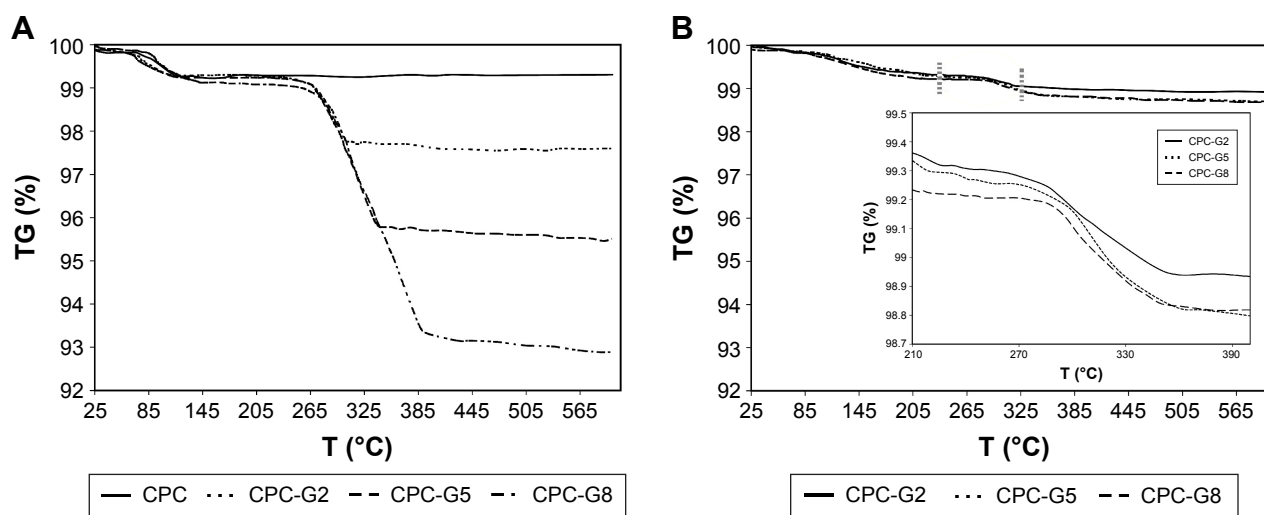 A
100
99
98
97
96
95
94
93
92
TG (%)
25 85 145 205 265 325 385 445 505 565
T (°C)
CPC CPC-G2 CPC-G5 CPC-G8
B
100
99
98
97
96
95
94
93
92
TG (%)
25 85 145 205 265 325 385 445 505 565
T (°C)
99.5
99.4
99.3
99.2
99.1
99
98.9
98.8
98.7
TG (%)
210 270 330 390
T (°C)
CPC-G2
CPC-G5
CPC-G8
CPC-G2 CPC-G5 CPC-G8